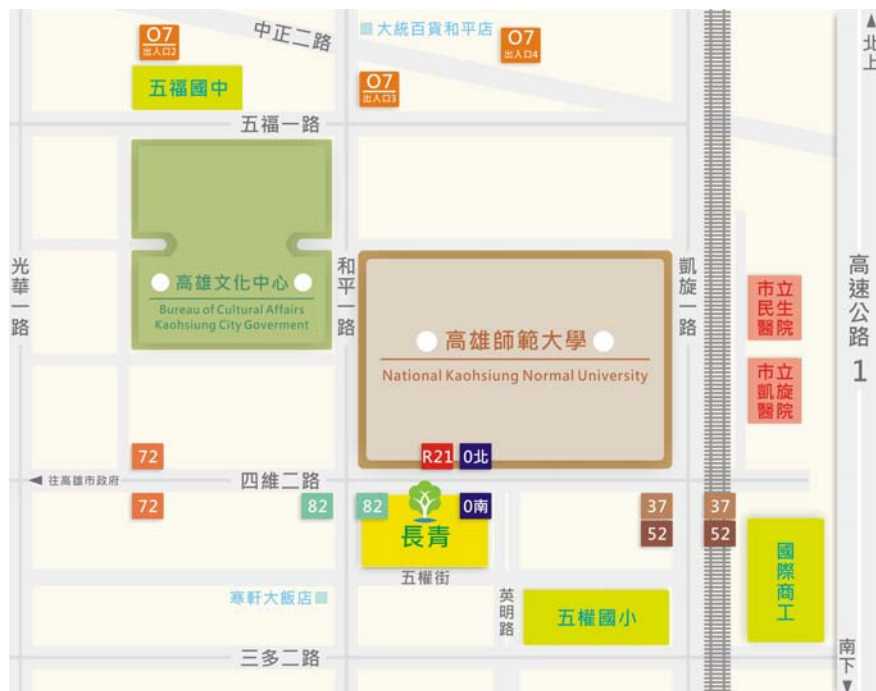 O7
出入口2
中正二路
大統百貨和平店
O7
出入口4
北上
五福國中
O7
出入口3
五福一路
光華一路
高雄文化中心
Bureau of Cultural Affairs
Kaohsiung City Goverment
和平一路
凱旋一路
高速公路
1
市立
民生
醫院
高雄師範大學
National Kaohsiung Normal University
市立
凱旋
醫院
72
R21
0北
往高雄市政府
四維二路
72
82
82
0南
37
52
37
52
長青
國際商工
五權街
寒軒大飯店
英明路
五權國小
三多二路
南下